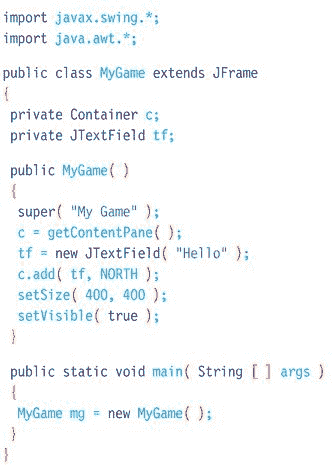 import javax.swing.*;
import java.awt.*;
public class MyGame extends JFrame
{
private Container c;
private JTextField tf;
public MyGame( )
{
super( "My Game" );
c = getContentPane( );
tf = new JTextField( "Hello" );
c.add( tf, NORTH );
setSize( 400, 400 );
setVisible( true );
}
public static void main( String [ ] args )
{
MyGame mg = new MyGame( );
}
}